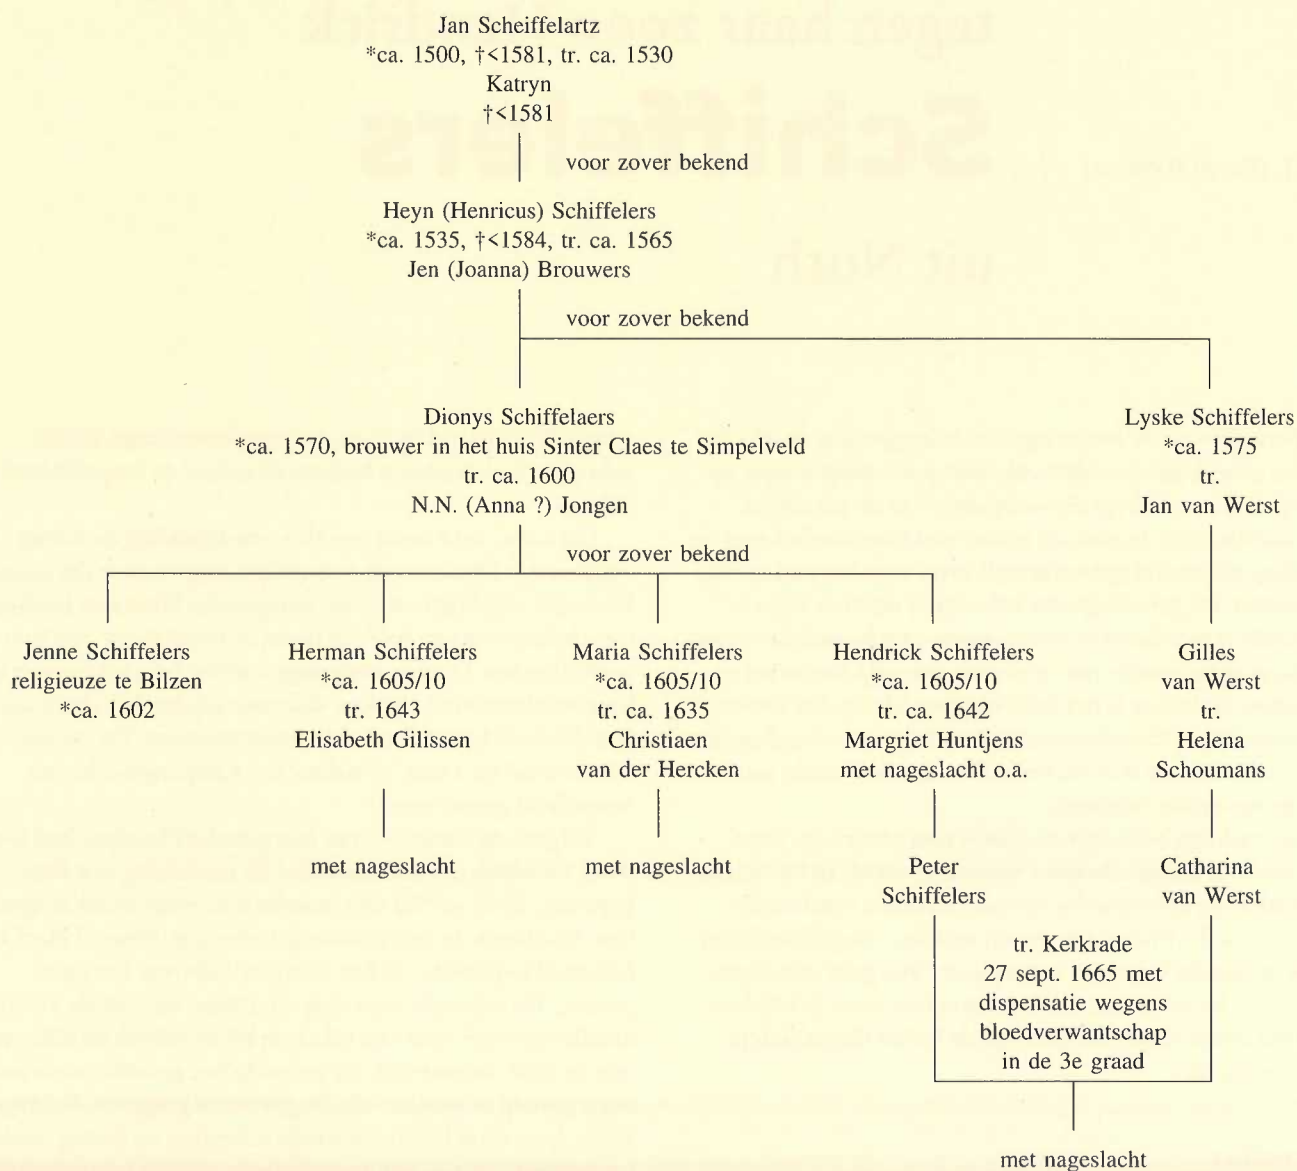 Jan Scheiffelartz
*ca. 1500, †<1581, tr. ca. 1530
Katryn
†<1581
voor zover bekend
Heyn (Henricus) Schiffelers
*ca. 1535, †<1584, tr. ca. 1565
Jen (Joanna) Brouwers
voor zover bekend
Dionys Schiffelaers
*ca. 1570, brouwer in het huis Sinter Claes te Simpelveld
tr. ca. 1600
N.N. (Anna ?) Jongen
Lyske Schiffelers
*ca. 1575
tr.
Jan van Werst
voor zover bekend
Jenne Schiffelers
religieuze te Bilzen
*ca. 1602
Herman Schiffelers
*ca. 1605/10
tr. 1643
Elisabeth Gilissen
Maria Schiffelers
*ca. 1605/10
tr. ca. 1635
Christiaen
van der Hercken
Hendrick Schiffelers
*ca. 1605/10
tr. ca. 1642
Margriet Huntjens
met nageslacht o.a.
Gilles
van Werst
tr.
Helena
Schoumans
met nageslacht
met nageslacht
Peter
Schiffelers
Catharina
van Werst
tr. Kerkrade
27 sept. 1665 met
dispensatie wegens
bloedverwantschap
in de 3e graad
met nageslacht